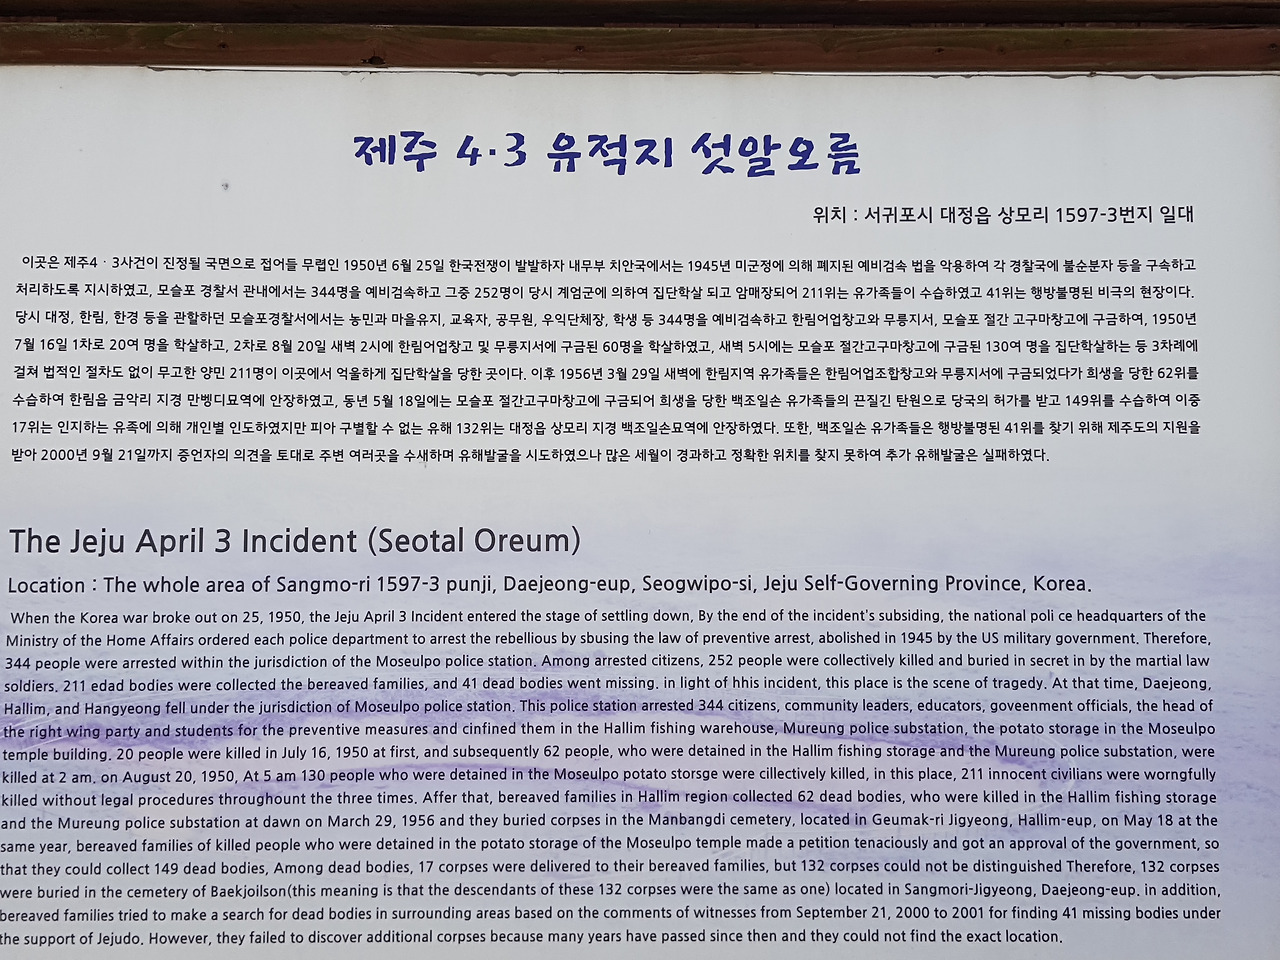 제주 4·3 유적지 섯알오름
위치 : 서귀포시 대정읍 상모리 1597-3번지 일대
이곳은 제주4 · 3사건이 진정될 국면으로 접어들 무렵인 1950년 6월 25일 한국전쟁이 발발하자 내무부 치안국에서는 1945년 미군정에 의해 폐지된 예비검속 법을 악용하여 각 경찰국에 불순분자 등을 구속하고
처리하도록 지시하였고, 모슬포 경찰서 관내에서는 344명을 예비검속하고 그중 252명이 당시 계엄군에 의하여 집단학살 되고 암매장되어 211위는 유가족들이 수습하였고 41위는 행방불명된 비극의 현장이다.
당시 대정, 한림, 한경 등을 관할하던 모슬포경찰서에서는 농민과 마을유지, 교육자, 공무원, 우익단체장, 학생 등 344명을 예비검속하고 한림어업창고와 무릉지서, 모슬포 절간 고구마창고에 구금하여, 1950년
7월 16일 1차로 20여 명을 학살하고, 2차로 8월 20일 새벽 2시에 한림어업창고 및 무릉지서에 구금된 60명을 학살하였고, 새벽 5시에는 모슬포 절간고구마창고에 구금된 130여 명을 집단학살하는 등 3차례에
걸쳐 법적인 절차도 없이 무고한 양민 211명이 이곳에서 억울하게 집단학살을 당한 곳이다. 이후 1956년 3월 29일 새벽에 한림지역 유가족들은 한림어업조합창고와 무릉지서에 구금되었다가 희생을 당한 62위를
수습하여 한림읍 금악리 지경 만벵디묘역에 안장하였고, 동년 5월 18일에는 모슬포 절간고구마창고에 구금되어 희생을 당한 백조일손 유가족들의 끈질긴 탄원으로 당국의 허가를 받고 149위를 수습하여 이중
17위는 인지하는 유족에 의해 개인별 인도하였지만 피아 구별할 수 없는 유해 132위는 대정읍 상모리 지경 백조일손묘역에 안장하였다. 또한, 백조일손 유가족들은 행방불명된 41위를 찾기 위해 제주도의 지원을
받아 2000년 9월 21일까지 증언자의 의견을 토대로 주변 여러곳을 수색하며 유해발굴을 시도하였으나 많은 세월이 경과하고 정확한 위치를 찾지 못하여 추가 유해발굴은 실패하였다.
The Jeju April 3 Incident (Seotal Oreum)
Location : The whole area of Sangmo-ri 1597-3 punji, Daejeong-eup, Seogwipo-si, Jeju Self-Governing Province, Korea.
When the Korea war broke out on 25, 1950, the Jeju April 3 Incident entered the stage of settling down, By the end of the incident's subsiding, the national poli ce headquarters of the
Ministry of the Home Affairs ordered each police department to arrest the rebellious by sbusing the law of preventive arrest, abolished in 1945 by the US military government. Therefore,
344 people were arrested within the jurisdiction of the Moseulpo police station. Among arrested citizens, 252 people were collectively killed and buried in secret in by the martial law
soldiers. 211 edad bodies were collected the bereaved families, and 41 dead bodies went missing. in light of hhis incident, this place is the scene of tragedy. At that time, Daejeong,
Hallim, and Hangyeong fell under the jurisdiction of Moseulpo police station. This police station arrested 344 citizens, community leaders, educators, goveenment officials, the head of
the right wing party and students for the preventive measures and cinfined them in the Hallim fishing warehouse, Mureung police substation, the potato storage in the Moseulpo
temple building. 20 people were killed in July 16, 1950 at first, and subsequently 62 people, who were detained in the Hallim fishing storage and the Mureung police substation, were
killed at 2 am. on August 20, 1950, At 5 am 130 people who were detained in the Moseulpo potato storsge were cillectively killed, in this place, 211 innocent civilians were worngfully
killed without legal procedures throughount the three times. Affer that, bereaved families in Hallim region collected 62 dead bodies, who were killed in the Hallim fishing storage
and the Mureung police substation at dawn on March 29, 1956 and they buried corpses in the Manbangdi cemetery, located in Geumak-ri Jigyeong, Hallim-eup, on May 18 at the
same year, bereaved families of killed people who were detained in the potato storage of the Moseulpo temple made a petition tenaciously and got an approval of the government, so
that they could collect 149 dead bodies, Among dead bodies, 17 corpses were delivered to their bereaved families, but 132 corpses could not be distinguished Therefore, 132 corpses
were buried in the cemetery of Baekjoilson(this meaning is that the descendants of these 132 corpses were the same as one) located in Sangmori-Jigyeong, Daejeong-eup. in addition,
bereaved families tried to make a search for dead bodies in surrounding areas based on the comments of witnesses from September 21, 2000 to 2001 for finding 41 missing bodies under
the support of Jejudo. However, they failed to discover additional corpses because many years have passed since then and they could not find the exact location.